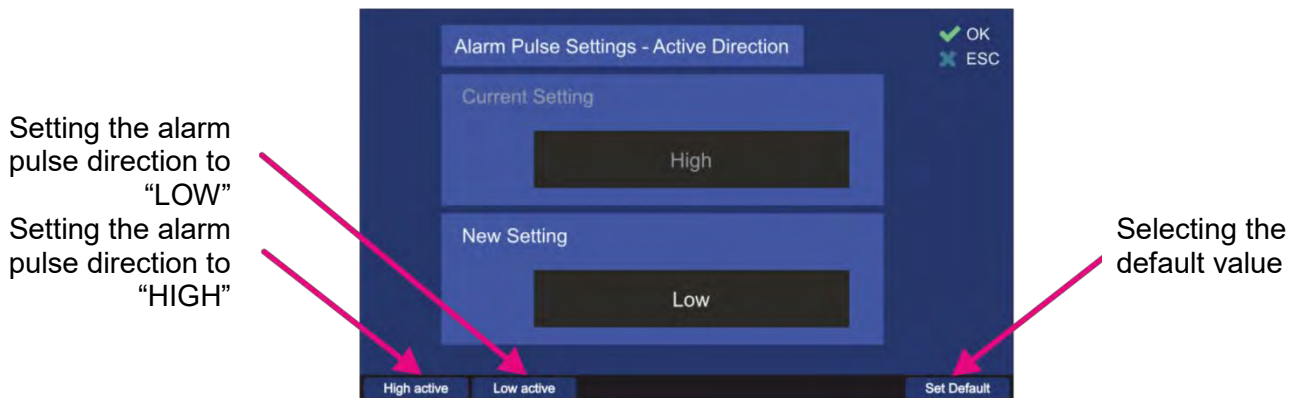 Alarm Pulse Settings - Active Direction
OK
ESC
Current Setting
High
New Setting
Low
High active
Low active
Set Default
Setting the alarm
pulse direction to
“LOW”
Setting the alarm
pulse direction to
“HIGH”
Selecting the
default value